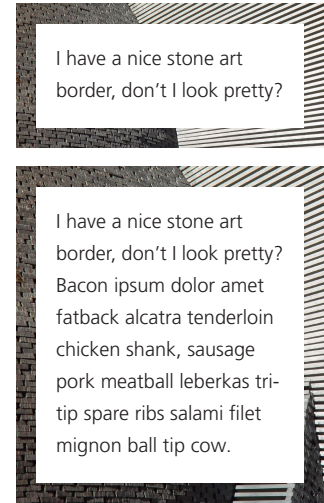 I have a nice stone art
border, don’t I look pretty?
I have a nice stone art
border, don’t I look pretty?
Bacon ipsum dolor amet
fatback alcatra tenderloin
chicken shank, sausage
pork meatball leberkas tri-
tip spare ribs salami filet
mignon ball tip cow.